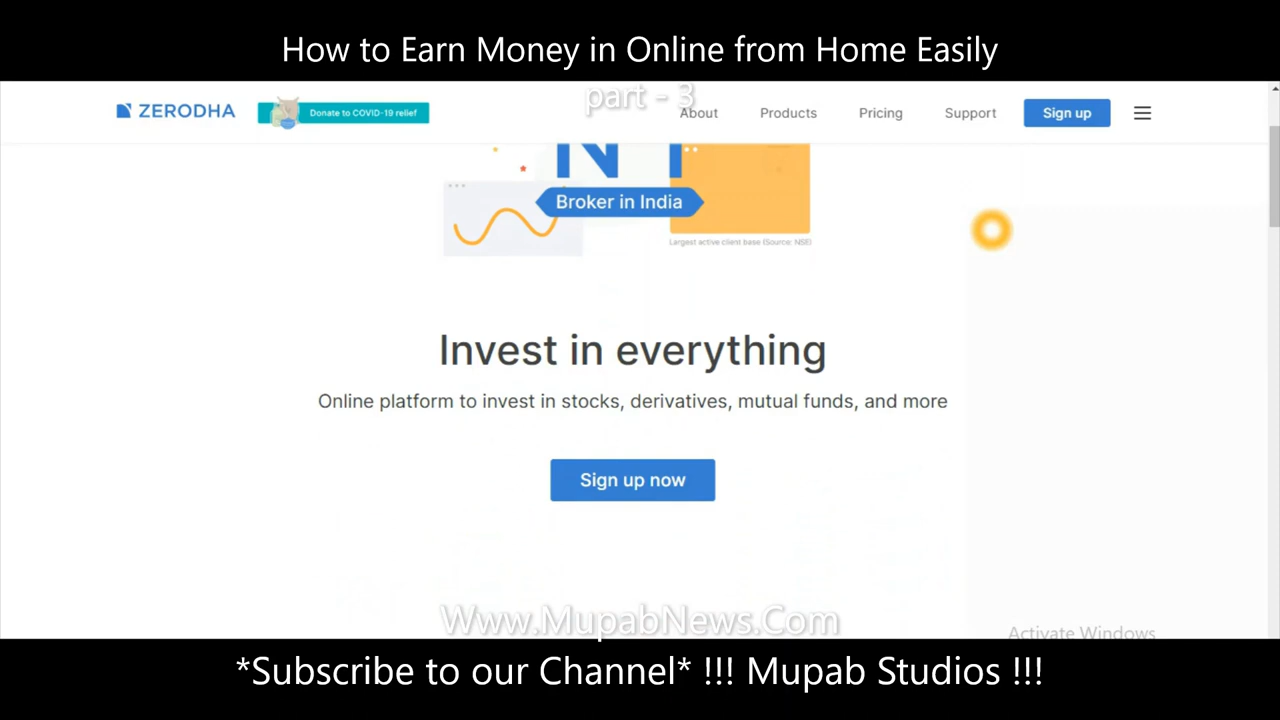 How to Earn Money in Online from Home Easily
part - 3
ZERODHA
Donate to COVID-19 relief
About
Products
Pricing
Support
Sign up
Broker in India
Largest active client base (Source: NSE)
Invest in everything
Online platform to invest in stocks, derivatives, mutual funds, and more
Sign up now
Www.MupabNews.Com
Activate Windows
*Subscribe to our Channel* !!! Mupab Studios !!!